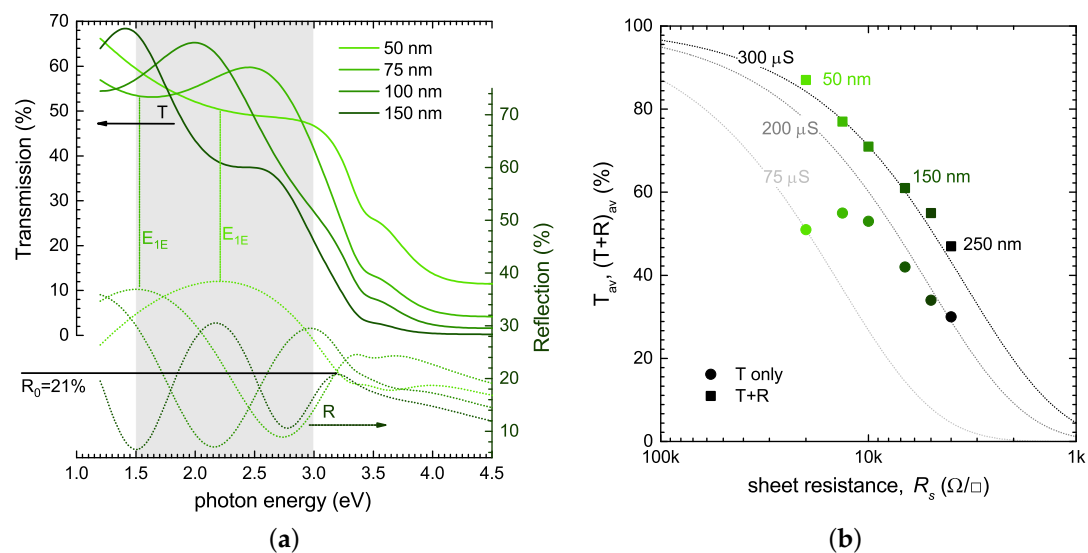 50 nm
75 nm
100 nm
150 nm
T
E1E
E1E
R0=21%
R
Transmission (%)
70
60
50
40
30
20
10
0
Reflection (%)
70
60
50
40
30
20
10
1.0 1.5 2.0 2.5 3.0 3.5 4.0 4.5
photon energy (eV)
(a)
Tav, (T+R)av (%)
100
80
60
40
20
0
300 μS
200 μS
75 μS
50 nm
150 nm
250 nm
T only
T+R
100k 10k 1k
sheet resistance, Rs (Ω/□)
(b)